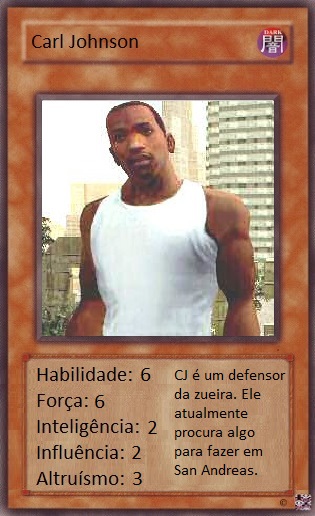 Carl Johnson
DARK
闇
Habilidade: 6
Força: 6
Inteligência: 2
Influência: 2
Altruísmo: 3
CJ é um defensor
da zueira. Ele
atualmente
procura algo
para fazer em
San Andreas.
©